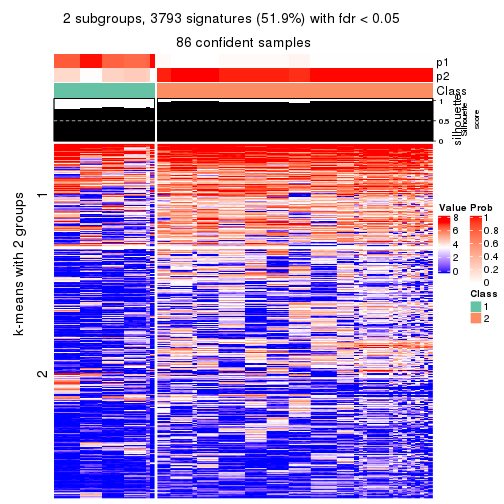 2 subgroups, 3793 signatures (51.9%) with fdr < 0.05
86 confident samples
p1
p2
Class
1
0.5
0
silhouette
Silhouette
score
k-means with 2 groups
1
2
Value
8
6
4
2
0
Prob
1
0.8
0.6
0.4
0.2
0
Class
1
2